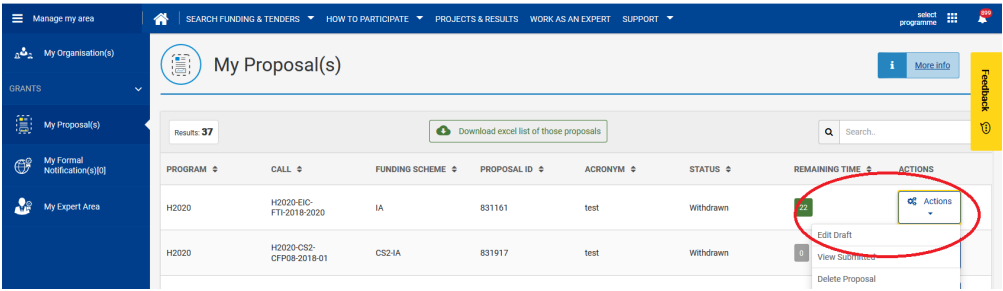 Manage my area
SEARCH FUNDING & TENDERS HOW TO PARTICIPATE PROJECTS & RESULTS WORK AS AN EXPERT SUPPORT
select
programme
899
My Organisation(s)
GRANTS
My Proposal(s)
My Formal
Notification(s)[0]
My Expert Area
My Proposal(s)
i More info
Feedback
Results: 37
Download excel list of those proposals
Search..
PROGRAM CALL FUNDING SCHEME PROPOSAL ID ACRONYM STATUS REMAINING TIME ACTIONS
H2020 H2020-EIC-
FTI-2018-2020 IA 831161 test Withdrawn 22 Actions
Edit Draft
H2020 H2020-CS2-
CFP08-2018-01 CS2-IA 831917 test Withdrawn 0
View Submitted
Delete Proposal